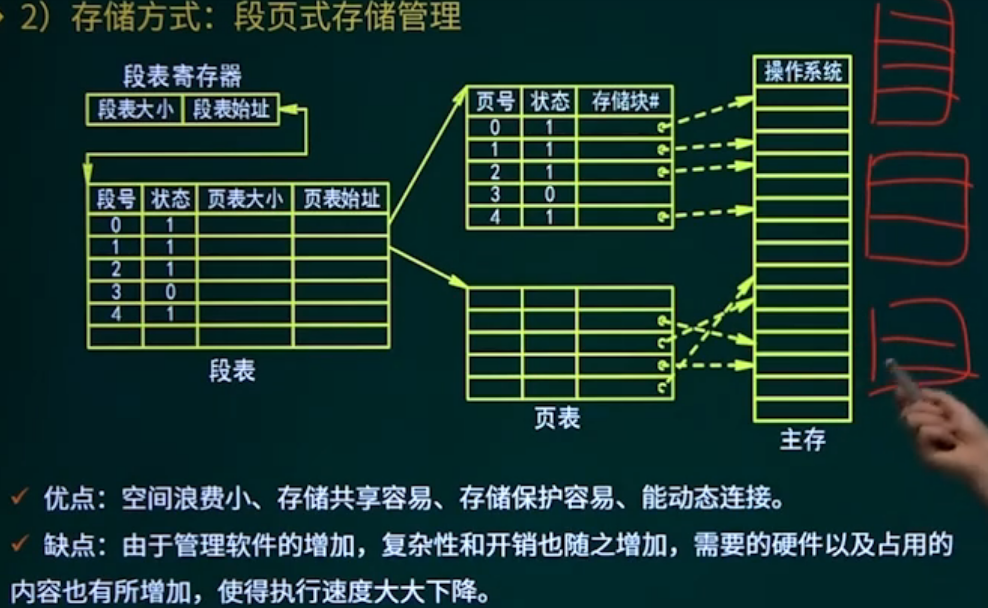 2）存储方式：段页式存储管理
段表寄存器
段表大小 段表始址
段号 状态 页表大小 页表始址
0 1
1 1
2 1
3 0
4 1
段表
页号 状态 存储块#
0 1
1 1
2 1
3 0
4 1
页表
操作系统
主存
✓ 优点：空间浪费小、存储共享容易、存储保护容易、能动态连接。
✓ 缺点：由于管理软件的增加，复杂性和开销也随之增加，需要的硬件以及占用的
内容也有所增加，使得执行速度大大下降。